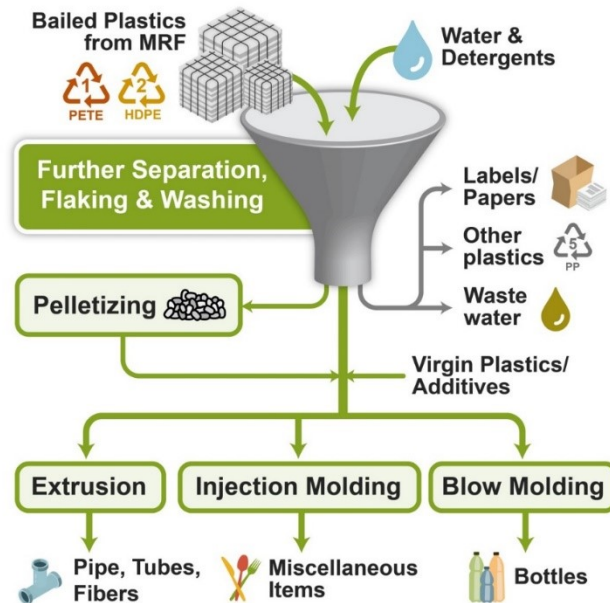 Bailed Plastics
from MRF
1
PETE
2
HDPE
Water &
Detergents
Further Separation,
Flaking & Washing
Labels/
Papers
Other
plastics
5
PP
Waste
water
Pelletizing
Virgin Plastics/
Additives
Extrusion
Injection Molding
Blow Molding
Pipe, Tubes,
Fibers
Miscellaneous
Items
Bottles